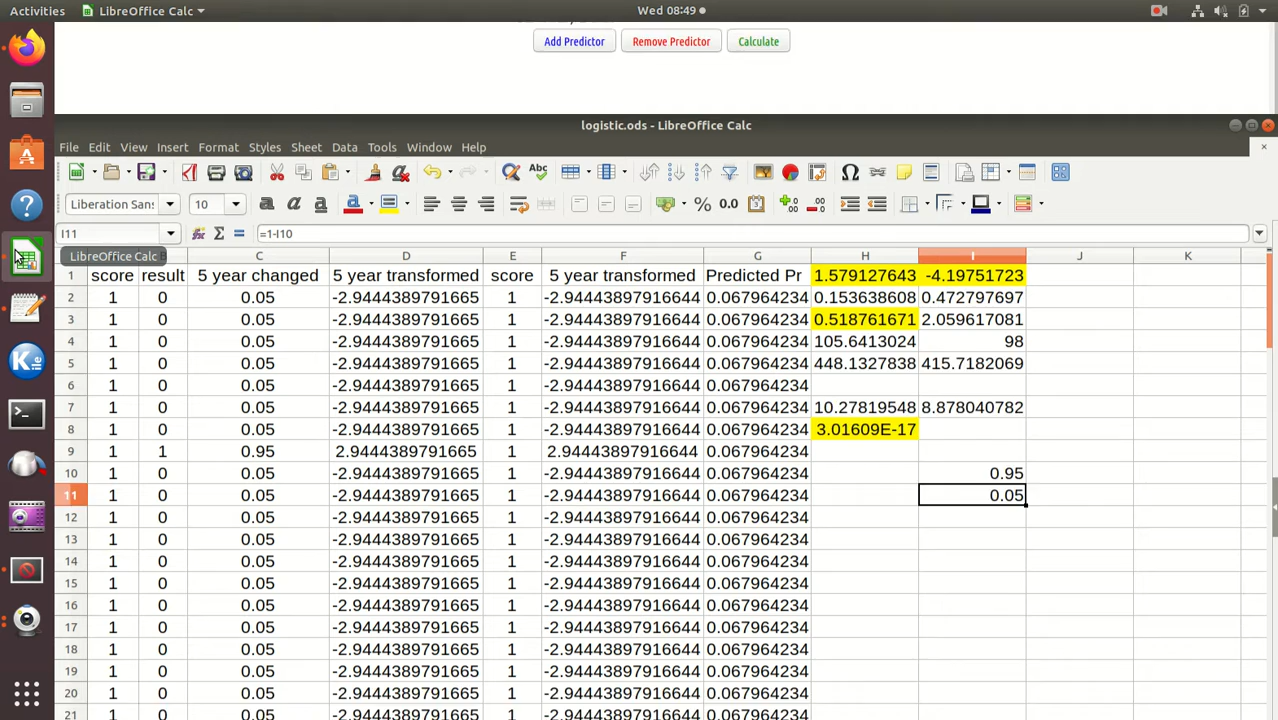 Activities LibreOffice Calc Wed 08:49
Add Predictor Remove Predictor Calculate
logistic.ods - LibreOffice Calc
File Edit View Insert Format Styles Sheet Data Tools Window Help
Liberation Sans 10
I11 =1-I10
LibreOffice Calc C D E F G H I J K
1 score result 5 year changed 5 year transformed score 5 year transformed Predicted Pr 1.579127643 -4.19751723
2 1 0 0.05 -2.9444389791665 1 -2.94443897916644 0.067964234 0.153638608 0.472797697
3 1 0 0.05 -2.9444389791665 1 -2.94443897916644 0.067964234 0.518761671 2.059617081
4 1 0 0.05 -2.9444389791665 1 -2.94443897916644 0.067964234 105.6413024 98
5 1 0 0.05 -2.9444389791665 1 -2.94443897916644 0.067964234 448.1327838 415.7182069
6 1 0 0.05 -2.9444389791665 1 -2.94443897916644 0.067964234
7 1 0 0.05 -2.9444389791665 1 -2.94443897916644 0.067964234 10.27819548 8.878040782
8 1 0 0.05 -2.9444389791665 1 -2.94443897916644 0.067964234 3.01609E-17
9 1 1 0.95 2.9444389791665 1 2.94443897916644 0.067964234
10 1 0 0.05 -2.9444389791665 1 -2.94443897916644 0.067964234 0.95
11 1 0 0.05 -2.9444389791665 1 -2.94443897916644 0.067964234 0.05
12 1 0 0.05 -2.9444389791665 1 -2.94443897916644 0.067964234
13 1 0 0.05 -2.9444389791665 1 -2.94443897916644 0.067964234
14 1 0 0.05 -2.9444389791665 1 -2.94443897916644 0.067964234
15 1 0 0.05 -2.9444389791665 1 -2.94443897916644 0.067964234
16 1 0 0.05 -2.9444389791665 1 -2.94443897916644 0.067964234
17 1 0 0.05 -2.9444389791665 1 -2.94443897916644 0.067964234
18 1 0 0.05 -2.9444389791665 1 -2.94443897916644 0.067964234
19 1 0 0.05 -2.9444389791665 1 -2.94443897916644 0.067964234
20 1 0 0.05 -2.9444389791665 1 -2.94443897916644 0.067964234
21 1 0 0.05 -2.9444389791665 1 -2.94443897916644 0.067964234